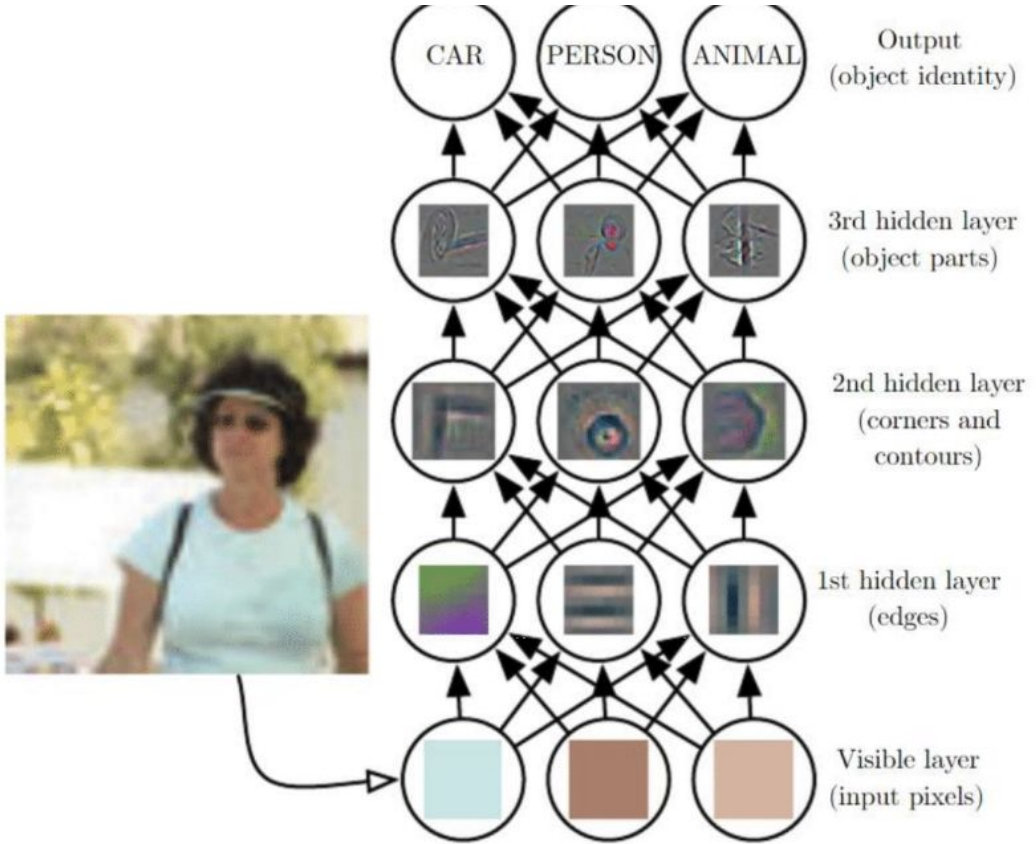 CAR PERSON ANIMAL
Output
(object identity)
3rd hidden layer
(object parts)
2nd hidden layer
(corners and
contours)
1st hidden layer
(edges)
Visible layer
(input pixels)